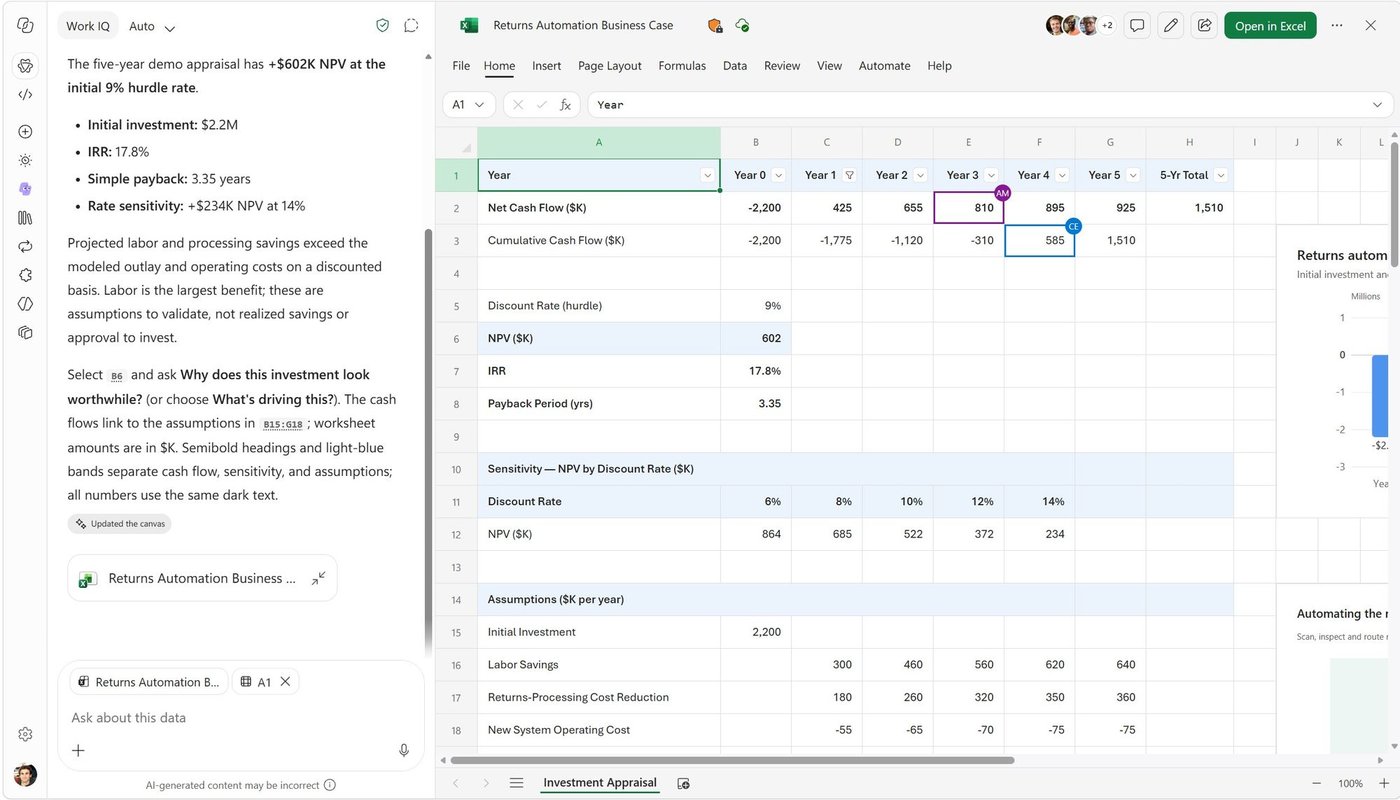 Work IQ Auto
The five-year demo appraisal has +$602K NPV at the
initial 9% hurdle rate.
• Initial investment: $2.2M
• IRR: 17.8%
• Simple payback: 3.35 years
• Rate sensitivity: +$234K NPV at 14%
Projected labor and processing savings exceed the
modeled outlay and operating costs on a discounted
basis. Labor is the largest benefit; these are
assumptions to validate, not realized savings or
approval to invest.
Select B6 and ask Why does this investment look
worthwhile? (or choose What's driving this?). The cash
flows link to the assumptions in B15:G18; worksheet
amounts are in $K. Semibold headings and light-blue
bands separate cash flow, sensitivity, and assumptions;
all numbers use the same dark text.
Updated the canvas
Returns Automation Business ...
Returns Automation B... A1
Ask about this data
AI-generated content may be incorrect
Returns Automation Business Case
+2
Open in Excel
File Home Insert Page Layout Formulas Data Review View Automate Help
A1 fx Year
A B C D E F G H I J K L
1 Year Year 0 Year 1 Year 2 Year 3 Year 4 Year 5 5-Yr Total
AM
2 Net Cash Flow ($K) -2,200 425 655 810 895 925 1,510
CE
3 Cumulative Cash Flow ($K) -2,200 -1,775 -1,120 -310 585 1,510
4
5 Discount Rate (hurdle) 9%
6 NPV ($K) 602
7 IRR 17.8%
8 Payback Period (yrs) 3.35
9
10 Sensitivity — NPV by Discount Rate ($K)
11 Discount Rate 6% 8% 10% 12% 14%
12 NPV ($K) 864 685 522 372 234
13
14 Assumptions ($K per year)
15 Initial Investment 2,200
16 Labor Savings 300 460 560 620 640
17 Returns-Processing Cost Reduction 180 260 320 350 360
18 New System Operating Cost -55 -65 -70 -75 -75
Returns autom
Initial investment an
Millions
1
0
-1
-2
-$2.
-3
Yea
Automating the r
Scan, inspect and route r
Investment Appraisal
100%